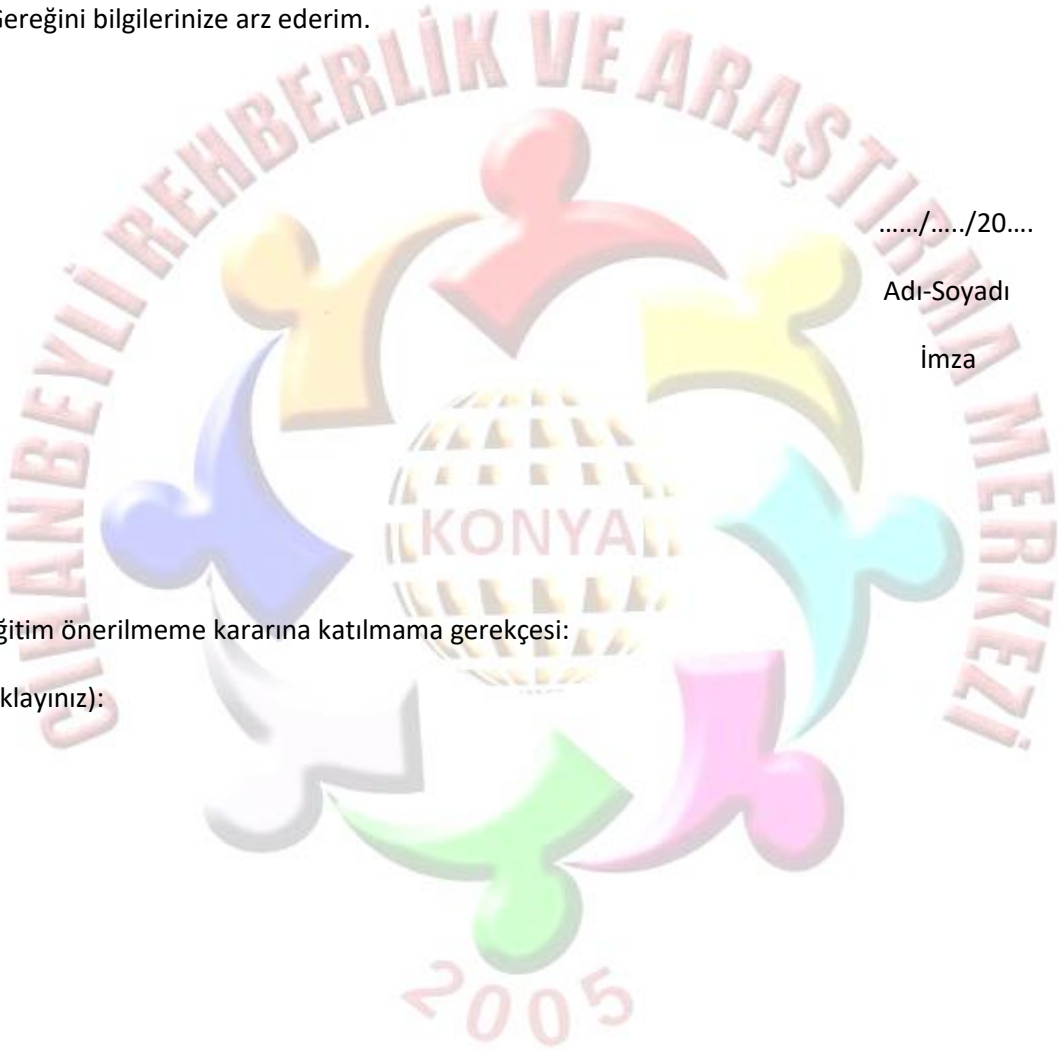 Gereğini bilgilerinize arz ederim.
CİHANBEYLİ REHBERLİK VE ARAŞTIRMA MERKEZİ
……/…../20….
Adı-Soyadı
İmza
KONYA
ğitim önerilmeme kararına katılmama gerekçesi:
klayınız):
2005